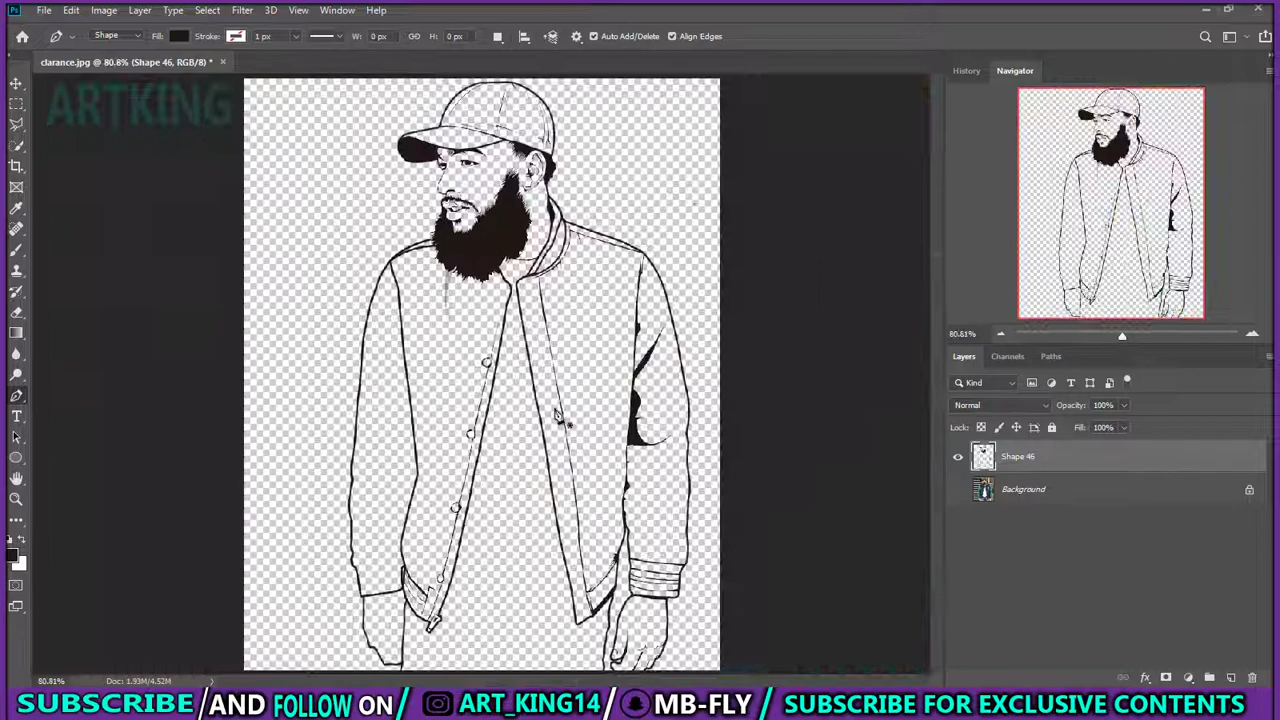 Ps File Edit Image Layer Type Select Filter 3D View Window Help
Shape Fill: Stroke: 1 px W: 0 px H: 0 px Auto Add/Delete Align Edges
clarance.jpg @ 80.8% (Shape 46, RGB/8) * ×
ARTKING
History Navigator
80.81%
Layers Channels Paths
Kind
Normal Opacity: 100%
Lock: Fill: 100%
Shape 46
Background
80.81% Doc: 1.93M/4.52M
SUBSCRIBE / AND FOLLOW ON / ART_KING14 / MB-FLY / SUBSCRIBE FOR EXCLUSIVE CONTENTS